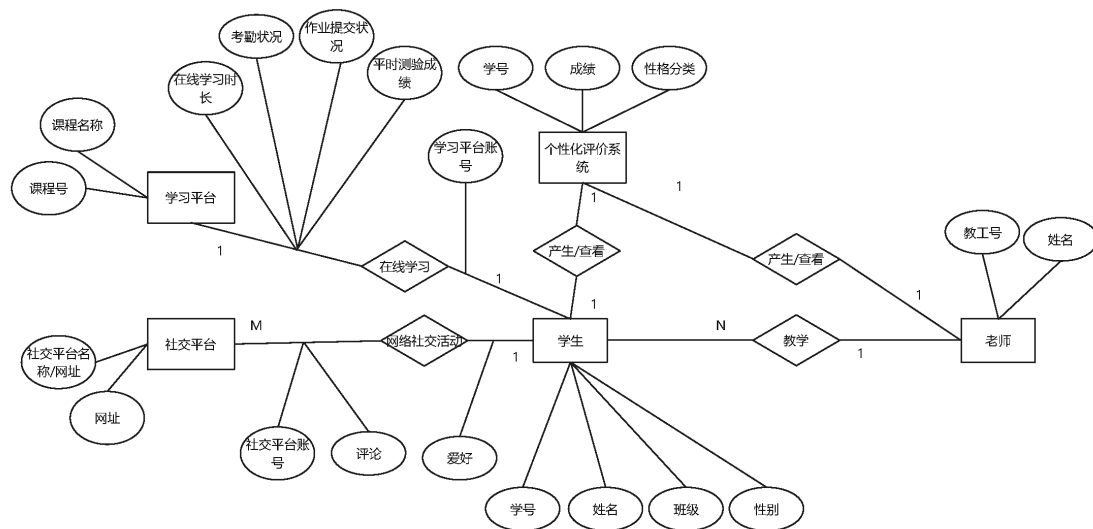 作业提交状
况
考勤状况
平时测验成
绩
在线学习时
长
学号
成绩
性格分类
课程名称
学习平台账
号
个性化评价系
统
课程号
学习平台
1
1
1
产生/查看
产生/查看
教工号
姓名
在线学习
1
1
1
社交平台
M
网络社交活动
1
学生
N
教学
1
老师
社交平台名
称/网址
网址
社交平台账
号
评论
爱好
学号
姓名
班级
性别